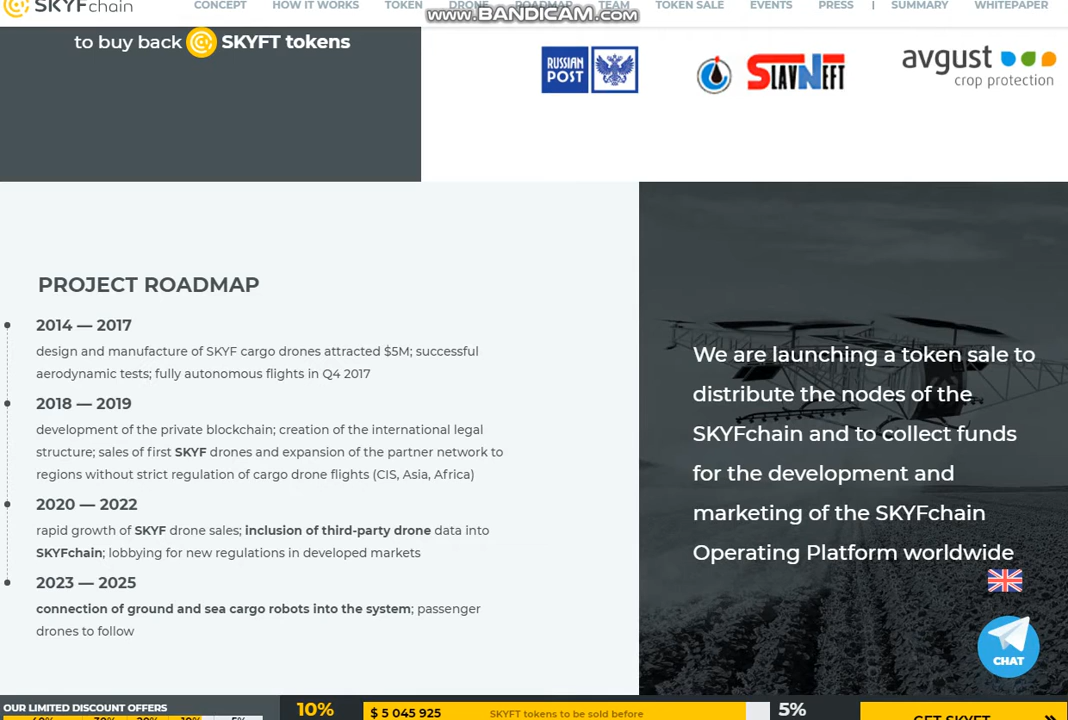 SKYFchain
CONCEPT HOW IT WORKS TOKEN DRONE ROADMAP TEAM TOKEN SALE EVENTS PRESS | SUMMARY WHITEPAPER
www.BANDICAM.com
to buy back SKYFT tokens
RUSSIAN
POST
SLAVNEFT
avgust
crop protection
PROJECT ROADMAP
2014 — 2017
design and manufacture of SKYF cargo drones attracted $5M; successful
aerodynamic tests; fully autonomous flights in Q4 2017
2018 — 2019
development of the private blockchain; creation of the international legal
structure; sales of first SKYF drones and expansion of the partner network to
regions without strict regulation of cargo drone flights (CIS, Asia, Africa)
2020 — 2022
rapid growth of SKYF drone sales; inclusion of third-party drone data into
SKYFchain; lobbying for new regulations in developed markets
2023 — 2025
connection of ground and sea cargo robots into the system; passenger
drones to follow
We are launching a token sale to
distribute the nodes of the
SKYFchain and to collect funds
for the development and
marketing of the SKYFchain
Operating Platform worldwide
CHAT
OUR LIMITED DISCOUNT OFFERS
40% 30% 20% 10% 5%
10%
$ 5 045 925 SKYFT tokens to be sold before
5%
GET SKYFT »